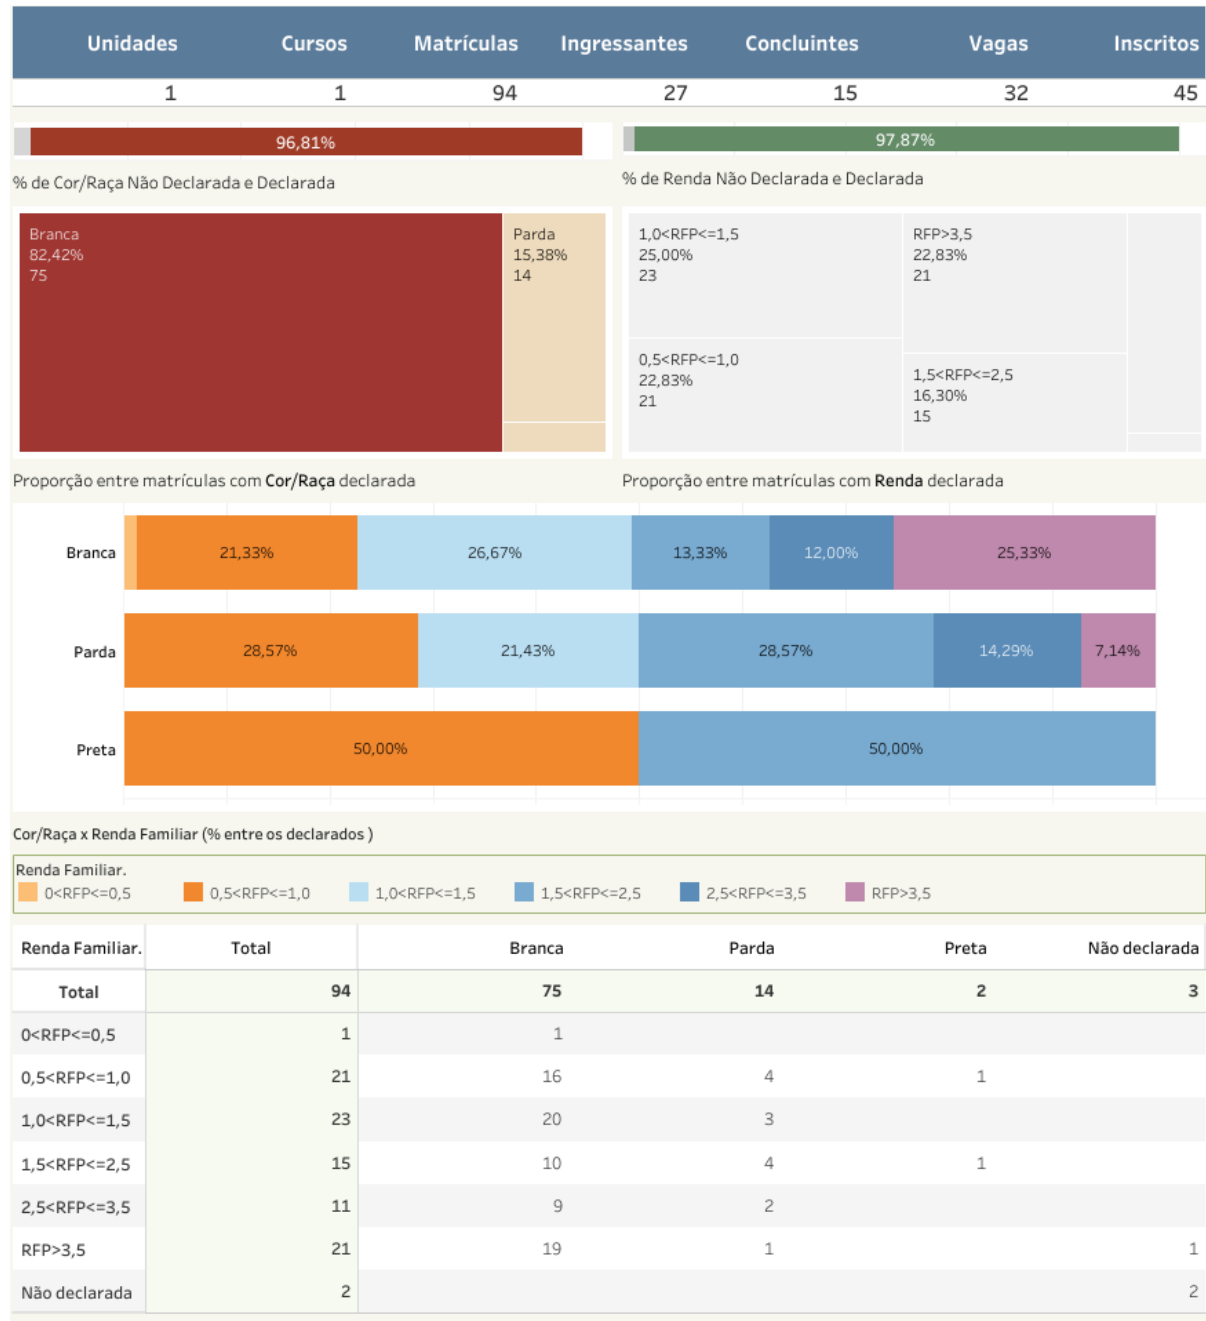 Unidades Cursos Matrículas Ingressantes Concluintes Vagas Inscritos
1 1 94 27 15 32 45
96,81% 97,87%
% de Cor/Raça Não Declarada e Declarada
% de Renda Não Declarada e Declarada
Branca
82,42%
75
Parda
15,38%
14
1,0<RFP<=1,5
25,00%
23
RFP>3,5
22,83%
21
0,5<RFP<=1,0
22,83%
21
1,5<RFP<=2,5
16,30%
15
Proporção entre matrículas com Cor/Raça declarada
Proporção entre matrículas com Renda declarada
Branca 21,33% 26,67% 13,33% 12,00% 25,33%
Parda 28,57% 21,43% 28,57% 14,29% 7,14%
Preta 50,00% 50,00%
Cor/Raça x Renda Familiar (% entre os declarados )
Renda Familiar.
0<RFP<=0,5 0,5<RFP<=1,0 1,0<RFP<=1,5 1,5<RFP<=2,5 2,5<RFP<=3,5 RFP>3,5
Renda Familiar. Total Branca Parda Preta Não declarada
Total 94 75 14 2 3
0<RFP<=0,5 1 1
0,5<RFP<=1,0 21 16 4 1
1,0<RFP<=1,5 23 20 3
1,5<RFP<=2,5 15 10 4 1
2,5<RFP<=3,5 11 9 2
RFP>3,5 21 19 1 1
Não declarada 2 2